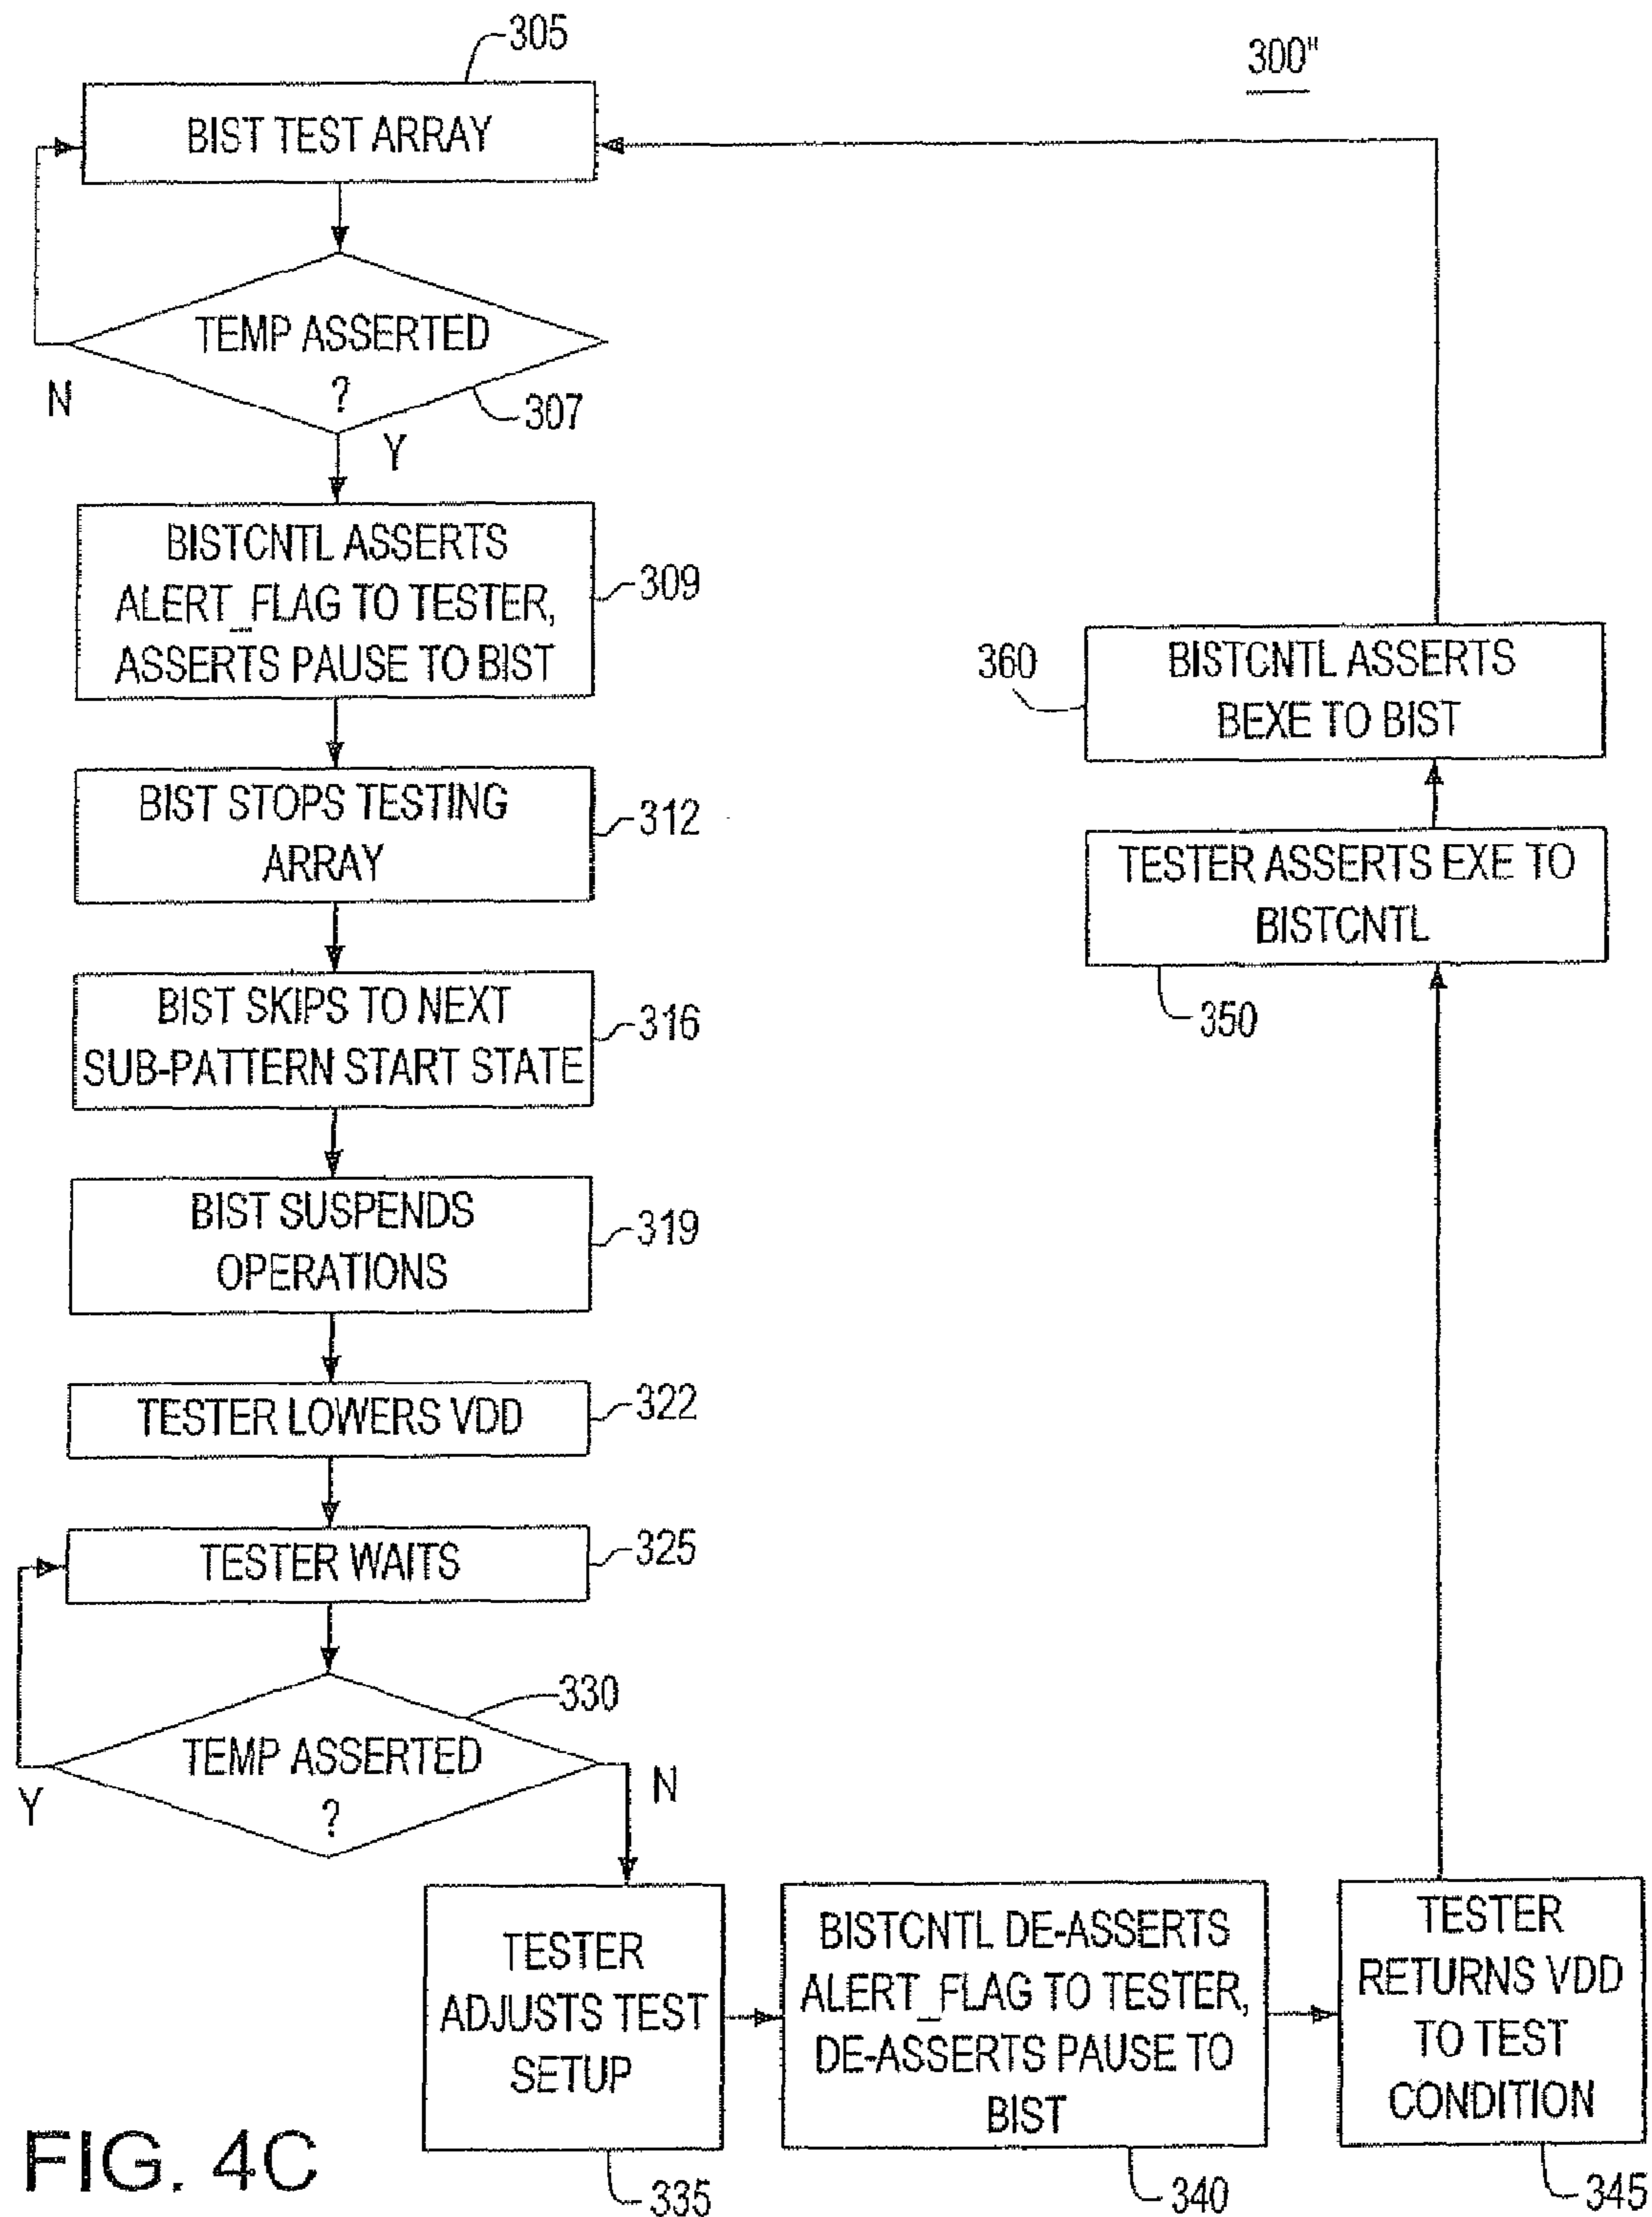 305
300"
BIST TEST ARRAY
TEMP ASSERTED
?
N
307
Y
BISTCNTL ASSERTS
ALERT_FLAG TO TESTER,
ASSERTS PAUSE TO BIST
309
BIST STOPS TESTING
ARRAY
312
BIST SKIPS TO NEXT
SUB-PATTERN START STATE
316
BIST SUSPENDS
OPERATIONS
319
TESTER LOWERS VDD
322
TESTER WAITS
325
TEMP ASSERTED
?
330
Y
N
TESTER
ADJUSTS TEST
SETUP
335
BISTCNTL DE-ASSERTS
ALERT_FLAG TO TESTER,
DE-ASSERTS PAUSE TO
BIST
340
TESTER
RETURNS VDD
TO TEST
CONDITION
345
TESTER ASSERTS EXE TO
BISTCNTL
350
BISTCNTL ASSERTS
BEXE TO BIST
360
FIG. 4C